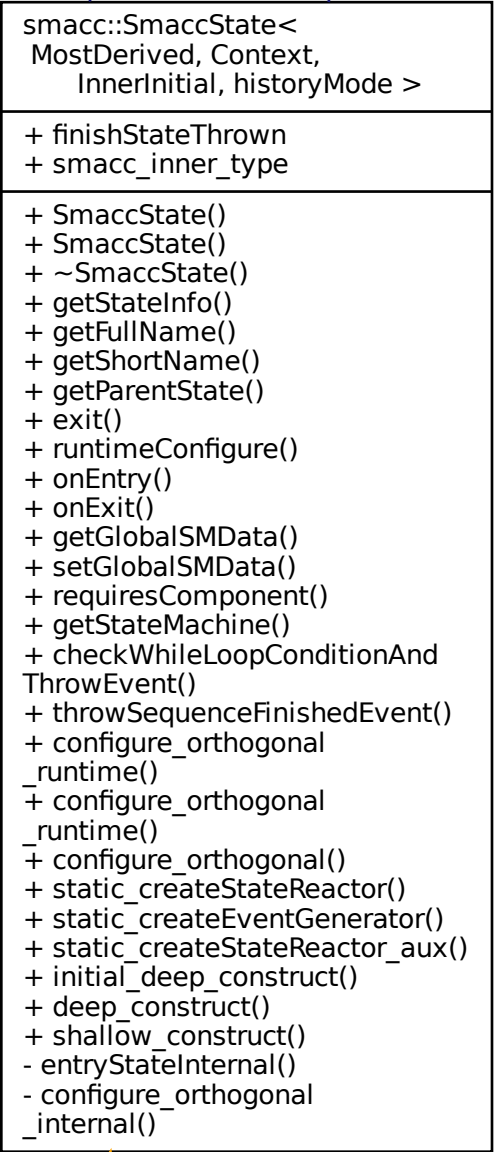 smacc::SmaccState<
MostDerived, Context,
InnerInitial, historyMode >
+ finishStateThrown
+ smacc_inner_type
+ SmaccState()
+ SmaccState()
+ ~SmaccState()
+ getStateInfo()
+ getFullName()
+ getShortName()
+ getParentState()
+ exit()
+ runtimeConfigure()
+ onEntry()
+ onExit()
+ getGlobalSMData()
+ setGlobalSMData()
+ requiresComponent()
+ getStateMachine()
+ checkWhileLoopConditionAnd
ThrowEvent()
+ throwSequenceFinishedEvent()
+ configure_orthogonal
_runtime()
+ configure_orthogonal
_runtime()
+ configure_orthogonal()
+ static_createStateReactor()
+ static_createEventGenerator()
+ static_createStateReactor_aux()
+ initial_deep_construct()
+ deep_construct()
+ shallow_construct()
- entryStateInternal()
- configure_orthogonal
_internal()